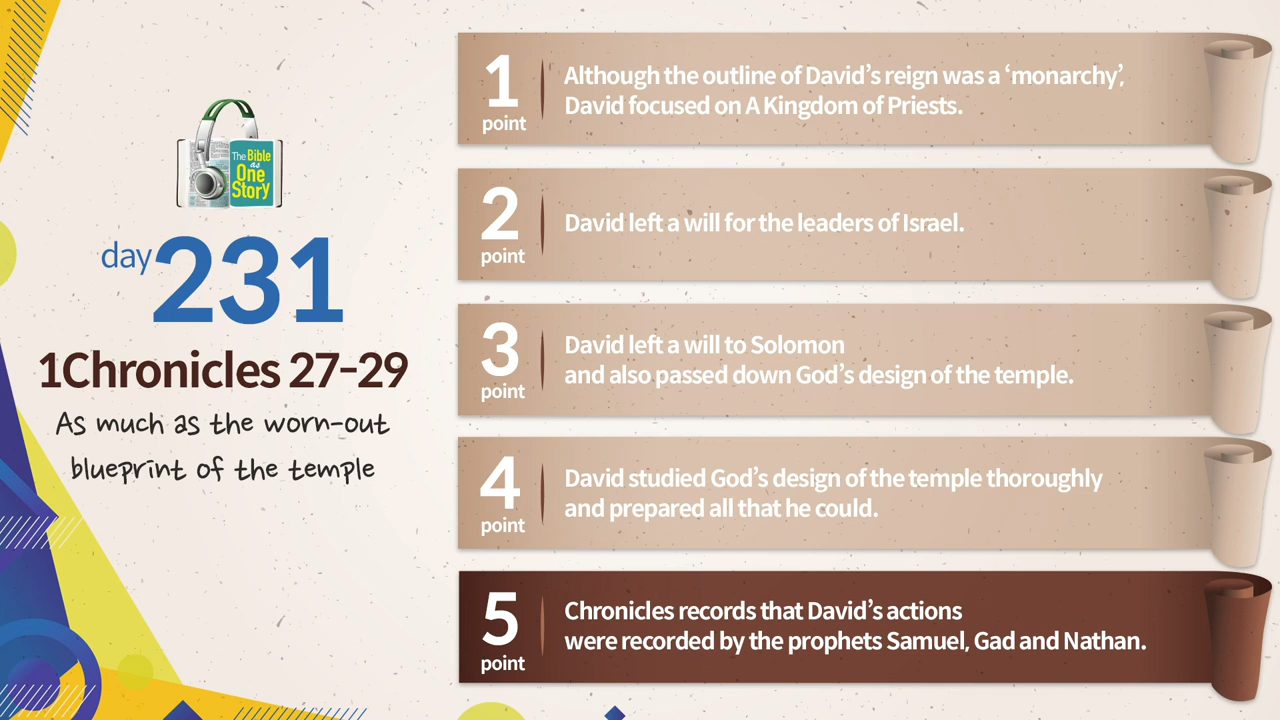 The Bible
as
One
Story
day 231
1Chronicles 27-29
As much as the worn-out
blueprint of the temple
1
point
Although the outline of David's reign was a 'monarchy',
David focused on A Kingdom of Priests.
2
point
David left a will for the leaders of Israel.
3
point
David left a will to Solomon
and also passed down God's design of the temple.
4
point
David studied God's design of the temple thoroughly
and prepared all that he could.
5
point
Chronicles records that David's actions
were recorded by the prophets Samuel, Gad and Nathan.